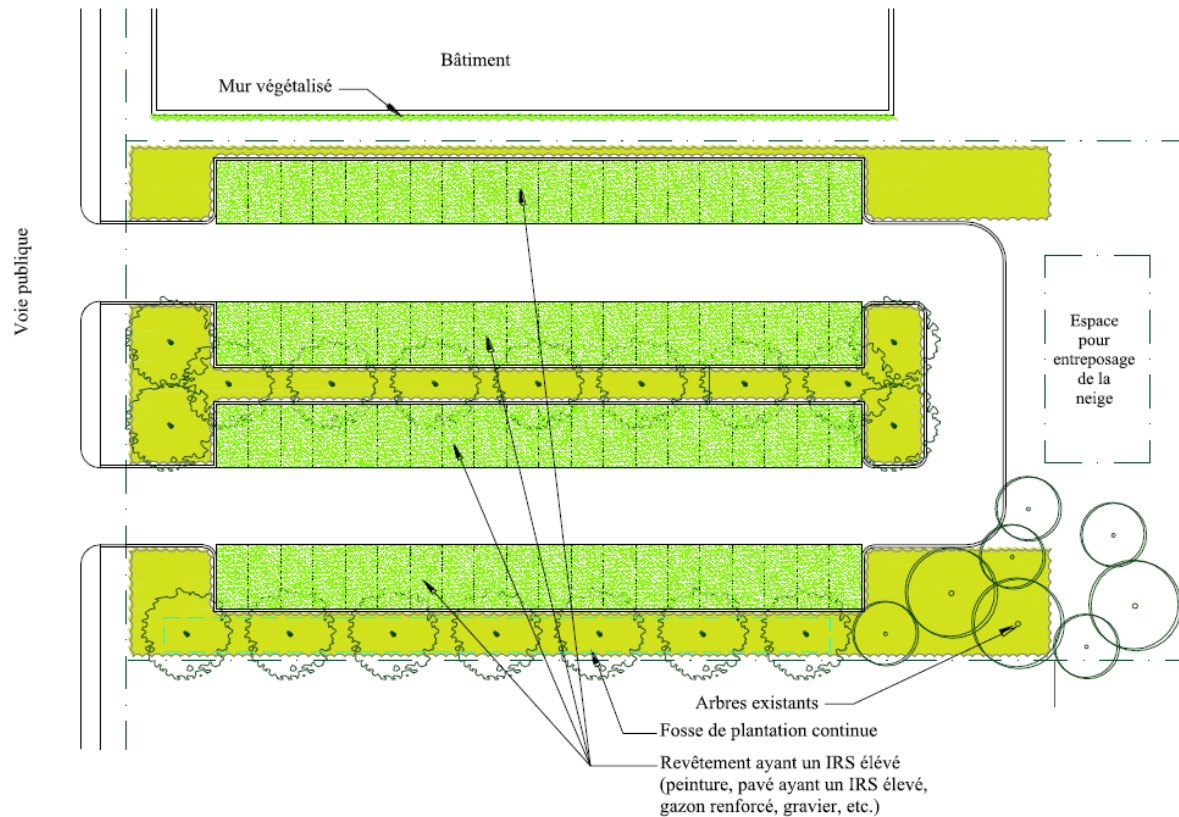 Bâtiment
Mur végétalisé
Voie publique
Espace
pour
entreposage
de la
neige
Arbres existants
Fosse de plantation continue
Revêtement ayant un IRS élévé
(peinture, pavé ayant un IRS élevé,
gazon renforcé, gravier, etc.)